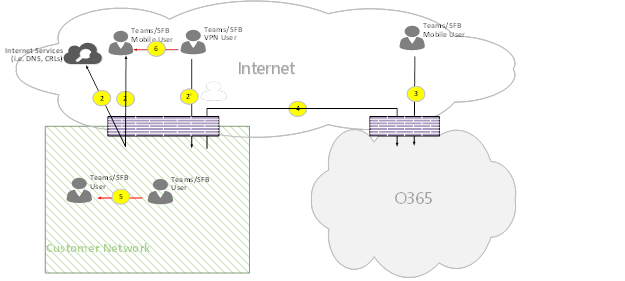 Teams/SFB
Mobile User
Teams/SFB
VPN User
Teams/SFB
Mobile User
Internet Services
(i.e. DNS, CRLs)
6
Internet
2
2
2'
3
4
Teams/SFB
User
Teams/SFB
User
5
O365
Customer Network